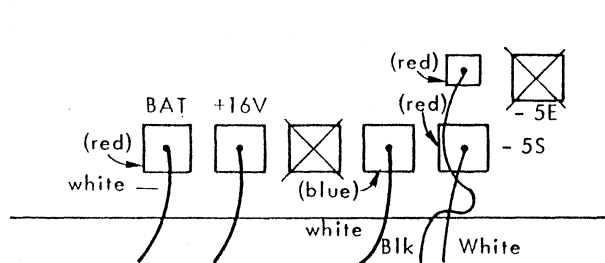 (red)
- 5E
BAT +16V (red)
(red) - 5S
white (blue)
white Blk White